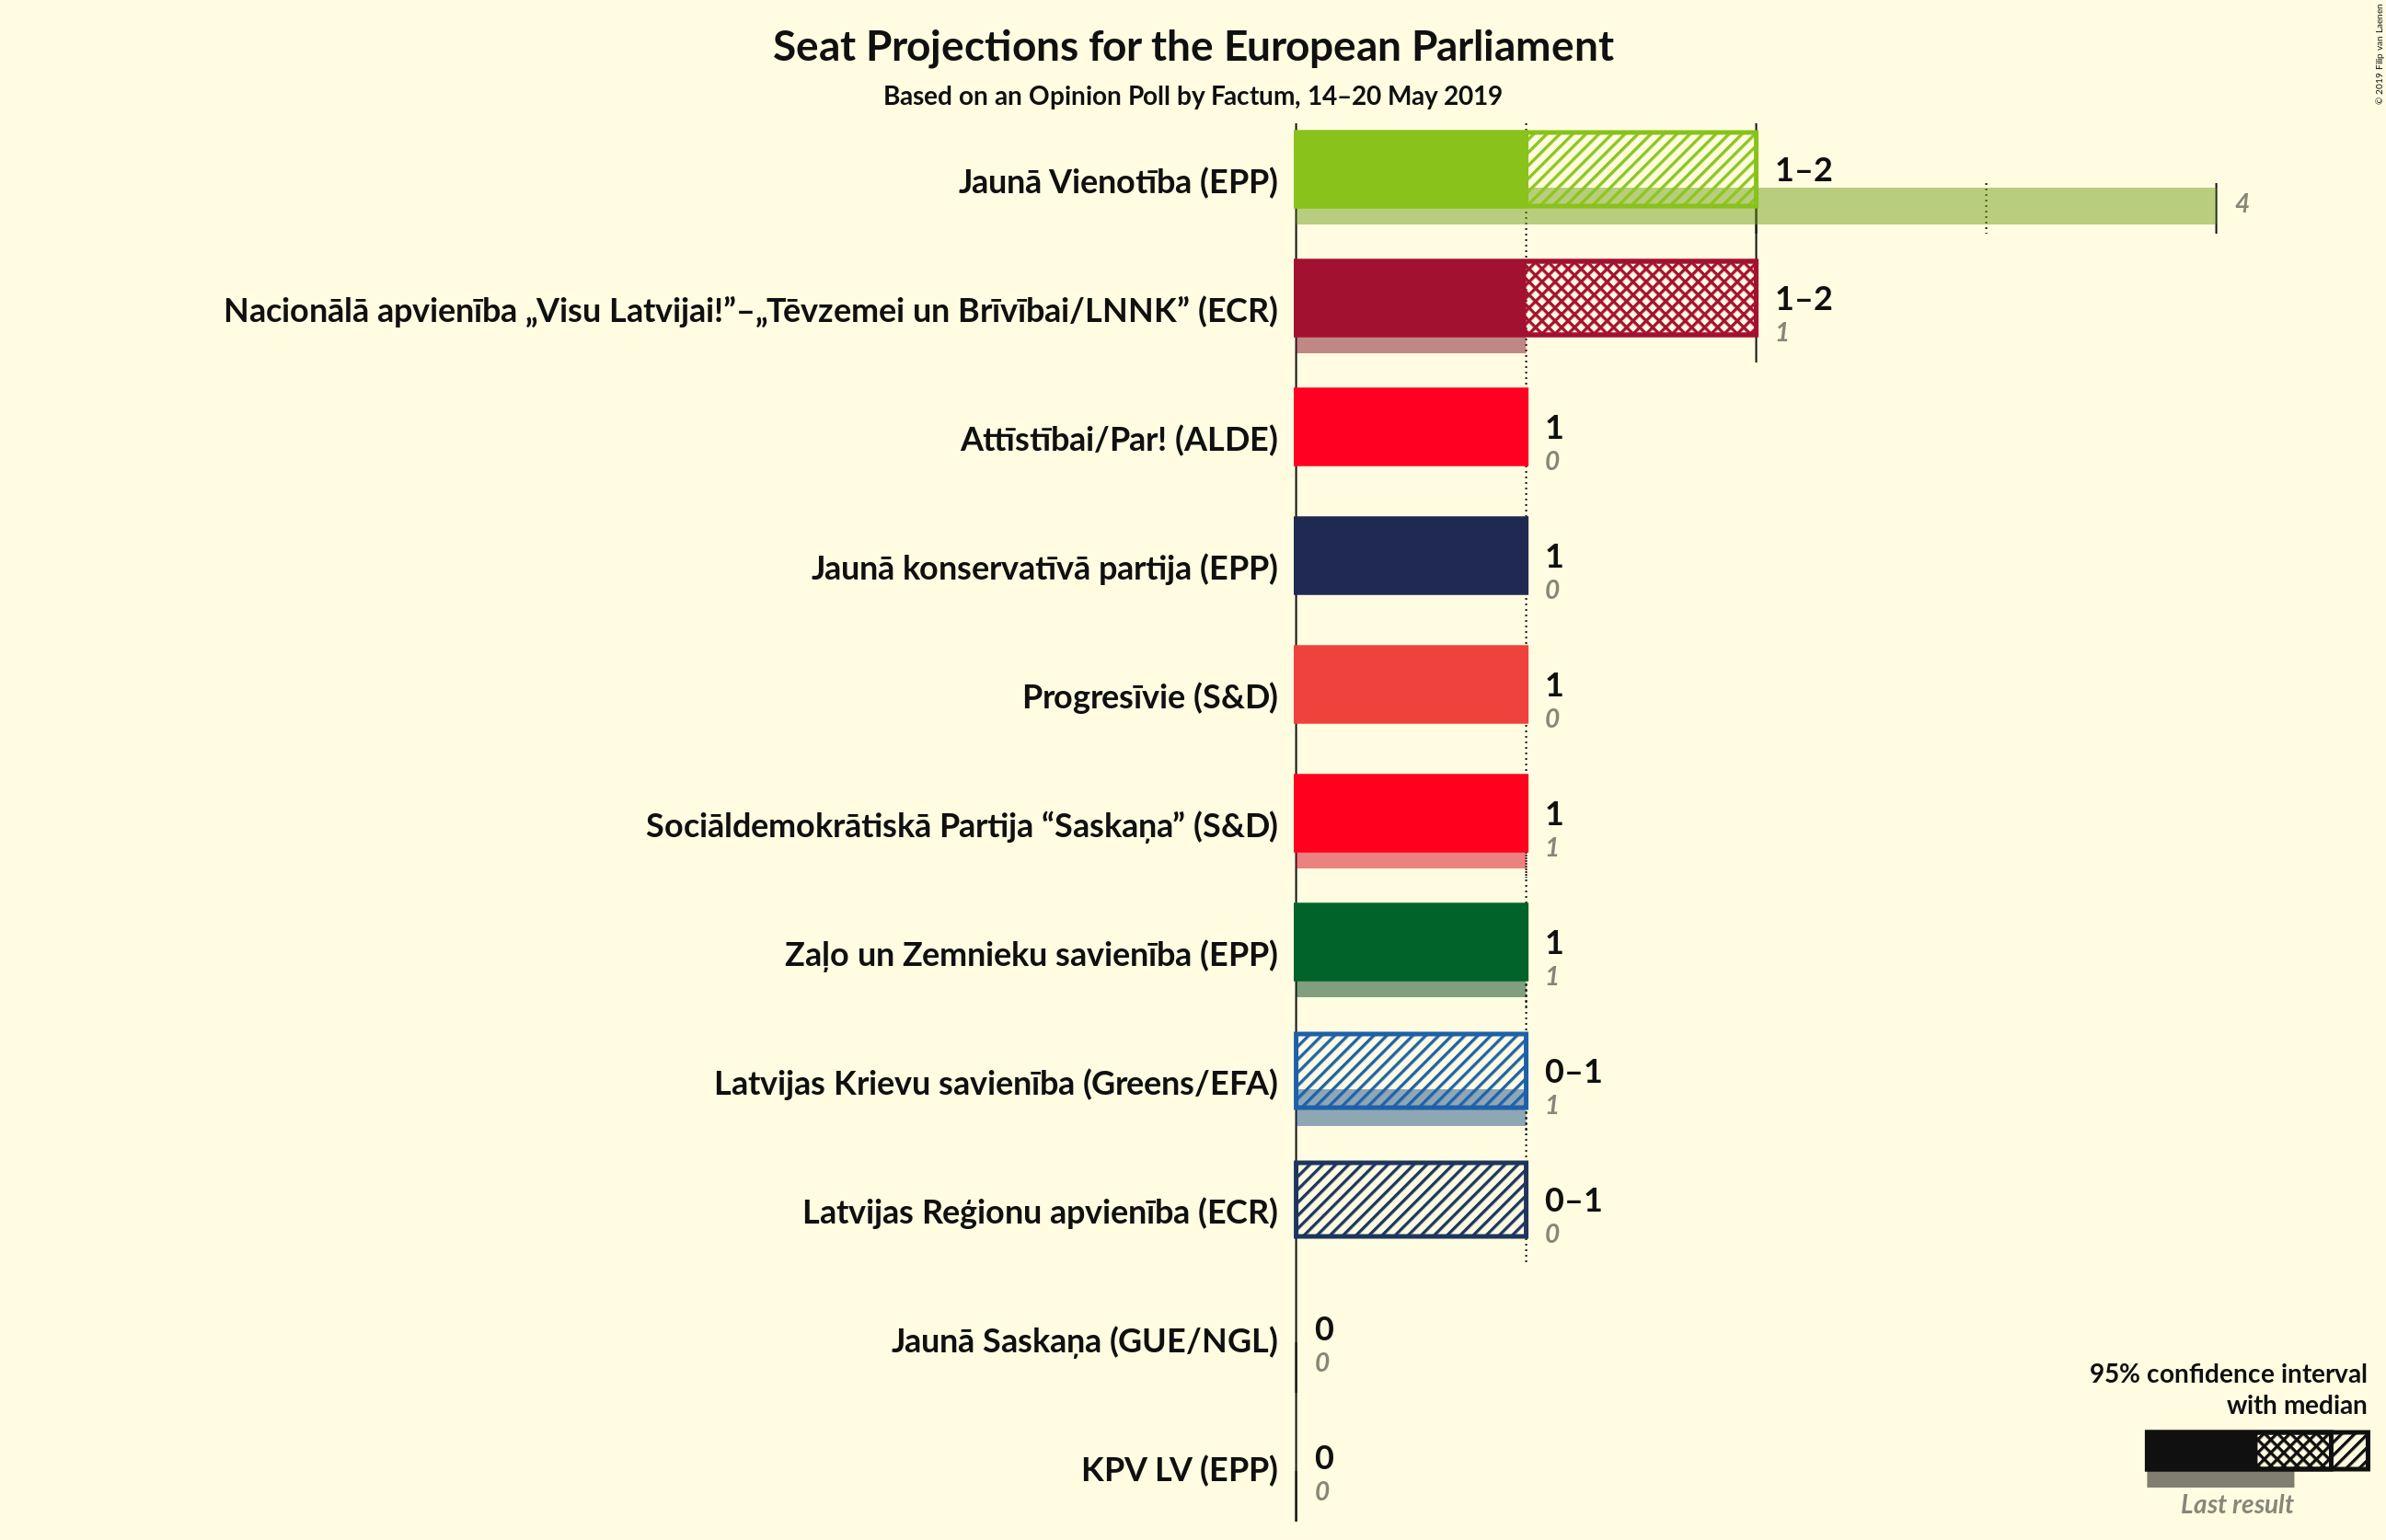 Seat Projections for the European Parliament
Based on an Opinion Poll by Factum, 14–20 May 2019
© 2019 Filip van Laenen
Jaunā Vienotība (EPP)
1–2
4
Nacionālā apvienība „Visu Latvijai!”–„Tēvzemei un Brīvībai/LNNK” (ECR)
1–2
1
Attīstībai/Par! (ALDE)
1
0
Jaunā konservatīvā partija (EPP)
1
0
Progresīvie (S&D)
1
0
Sociāldemokrātiskā Partija “Saskaņa” (S&D)
1
1
Zaļo un Zemnieku savienība (EPP)
1
1
Latvijas Krievu savienība (Greens/EFA)
0–1
1
Latvijas Reģionu apvienība (ECR)
0–1
0
Jaunā Saskaņa (GUE/NGL)
0
0
KPV LV (EPP)
0
0
95% confidence interval
with median
Last result